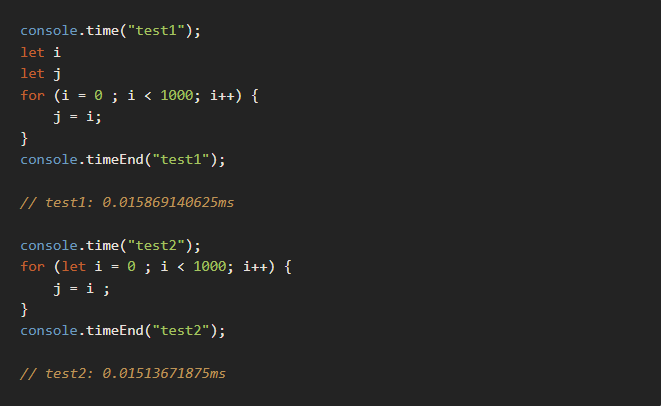 console.time("test1");
let i
let j
for (i = 0 ; i < 1000; i++) {
    j = i;
}
console.timeEnd("test1");

// test1: 0.015869140625ms

console.time("test2");
for (let i = 0 ; i < 1000; i++) {
    j = i ;
}
console.timeEnd("test2");

// test2: 0.01513671875ms